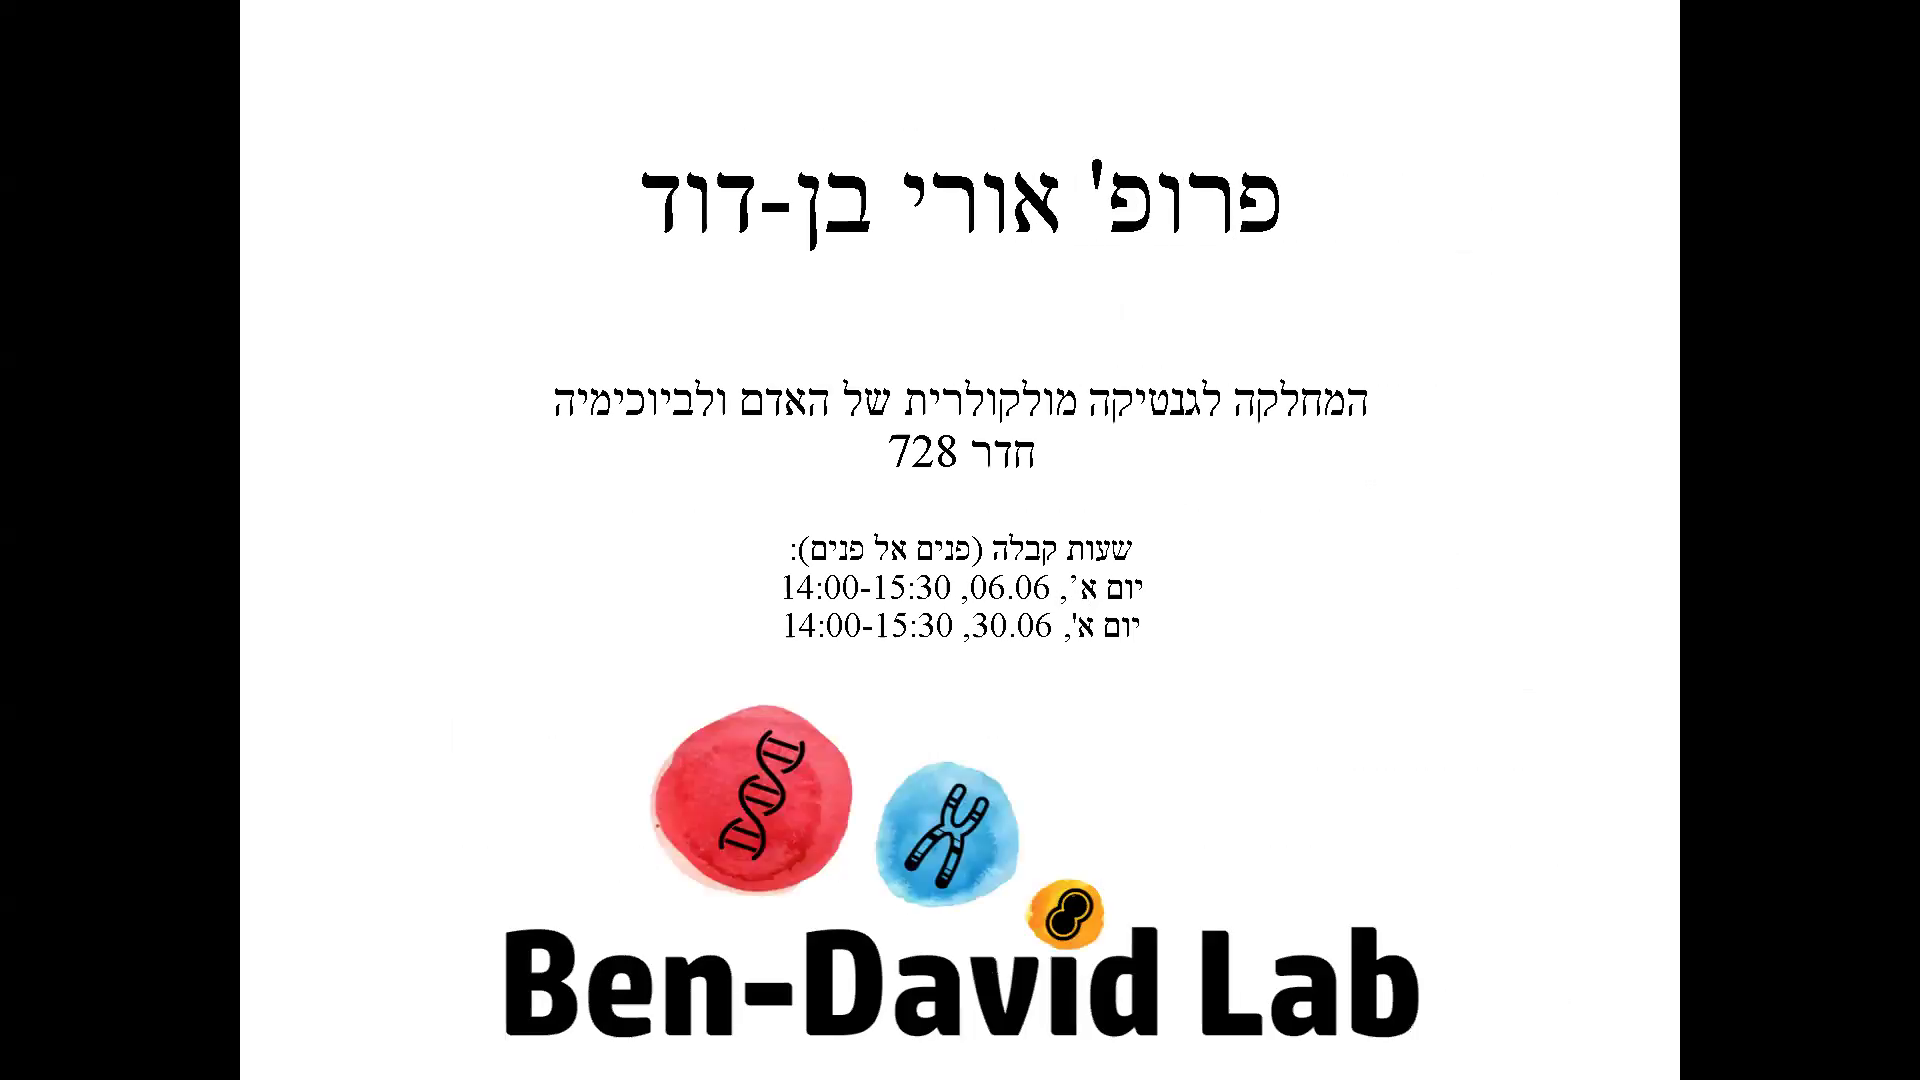 פרופ' אורי בן-דוד
המחלקה לגנטיקה מולקולרית של האדם ולביוכימיה
חדר 728
שעות קבלה (פנים אל פנים):
יום א’, 06.06, 14:00-15:30
יום א', 30.06, 14:00-15:30
Ben-David Lab